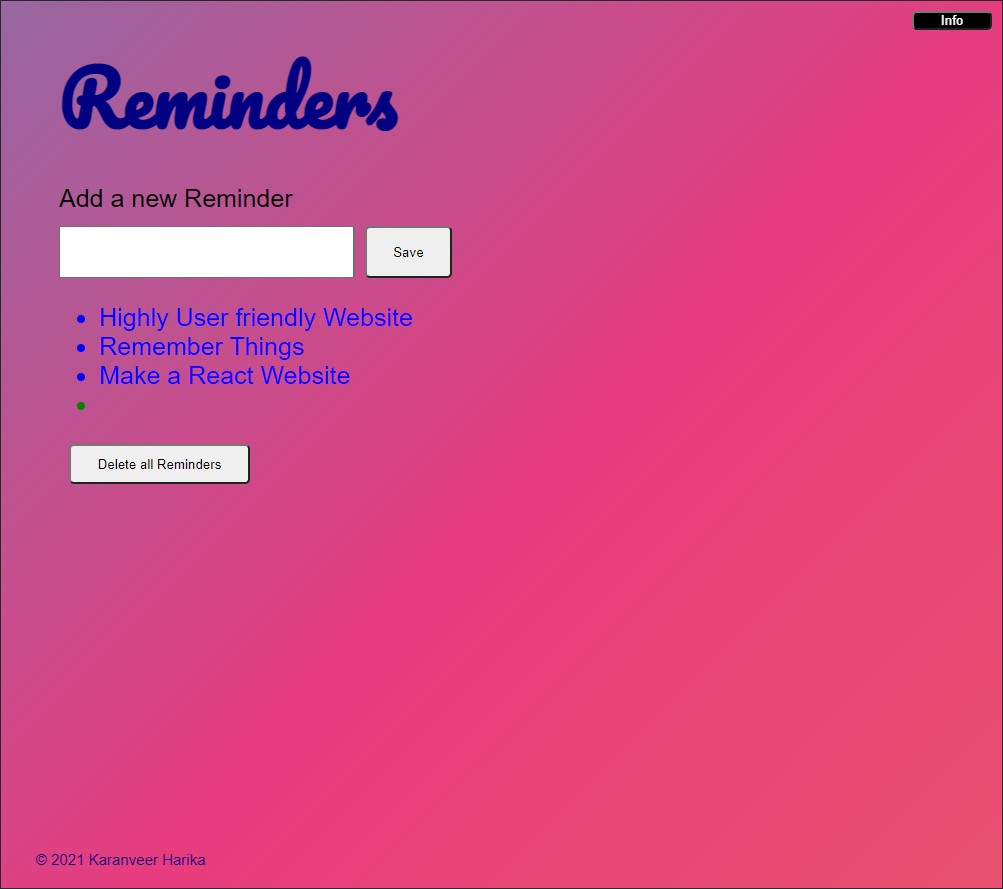 Info
Reminders
Add a new Reminder
Save
Highly User friendly Website
Remember Things
Make a React Website
Delete all Reminders
© 2021 Karanveer Harika